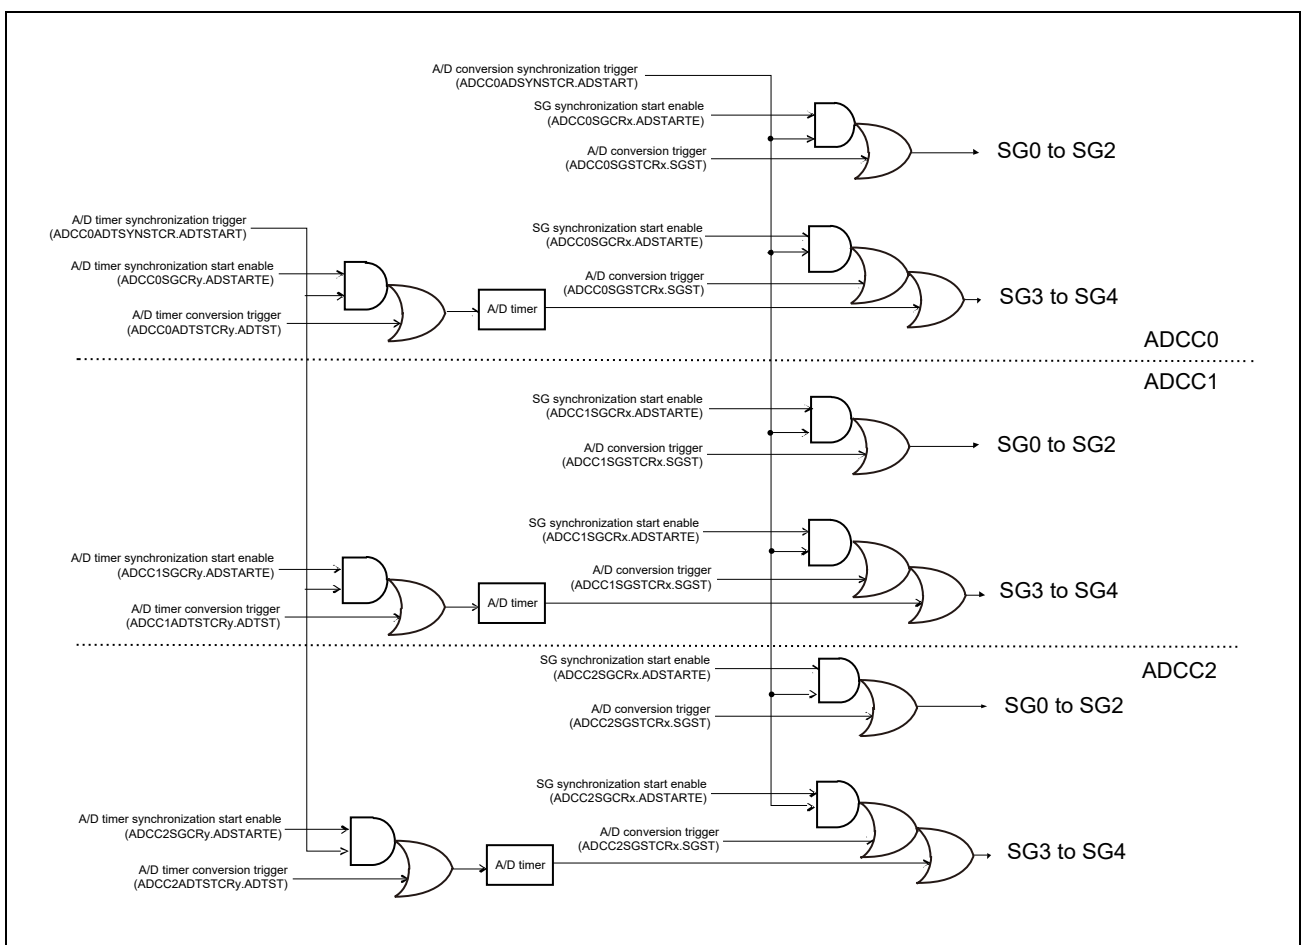 A/D conversion synchronization trigger
(ADCC0ADSYNSTCR.ADSTART)
SG synchronization start enable
(ADCC0SGCRx.ADSTARTE)
A/D conversion trigger
(ADCC0SGSTCRx.SGST)
SG0 to SG2
A/D timer synchronization trigger
(ADCC0ADTSYNSTCR.ADTSTART)
SG synchronization start enable
(ADCC0SGCRx.ADSTARTE)
A/D timer synchronization start enable
(ADCC0SGCRy.ADSTARTE)
A/D conversion trigger
(ADCC0SGSTCRx.SGST)
SG3 to SG4
A/D timer
A/D timer conversion trigger
(ADCC0ADTSTCRy.ADTST)
ADCC0
ADCC1
SG synchronization start enable
(ADCC1SGCRx.ADSTARTE)
A/D conversion trigger
(ADCC1SGSTCRx.SGST)
SG0 to SG2
SG synchronization start enable
(ADCC1SGCRx.ADSTARTE)
A/D timer synchronization start enable
(ADCC1SGCRy.ADSTARTE)
A/D conversion trigger
(ADCC1SGSTCRx.SGST)
SG3 to SG4
A/D timer
A/D timer conversion trigger
(ADCC1ADTSTCRy.ADTST)
ADCC2
SG synchronization start enable
(ADCC2SGCRx.ADSTARTE)
A/D conversion trigger
(ADCC2SGSTCRx.SGST)
SG0 to SG2
SG synchronization start enable
(ADCC2SGCRx.ADSTARTE)
A/D timer synchronization start enable
(ADCC2SGCRy.ADSTARTE)
A/D conversion trigger
(ADCC2SGSTCRx.SGST)
SG3 to SG4
A/D timer
A/D timer conversion trigger
(ADCC2ADTSTCRy.ADTST)